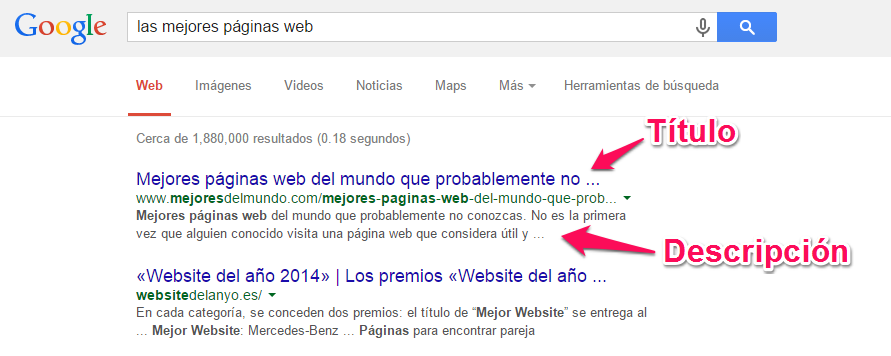 Google las mejores páginas web
Web Imágenes Videos Noticias Maps Más Herramientas de búsqueda
Cerca de 1,880,000 resultados (0.18 segundos)
Título
Mejores páginas web del mundo que probablemente no ...
www.mejoresdelmundo.com/mejores-paginas-web-del-mundo-que-prob...
Mejores páginas web del mundo que probablemente no conozcas. No es la primera
vez que alguien conocido visita una página web que considera útil y ...
Descripción
«Website del año 2014» | Los premios «Website del año ...
websitedelanyo.es/
En cada categoría, se conceden dos premios: el título de “Mejor Website” se entrega al
... Mejor Website: Mercedes-Benz ... Páginas para encontrar pareja